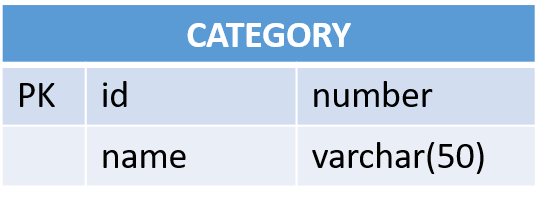 CATEGORY
PK id number
name varchar(50)